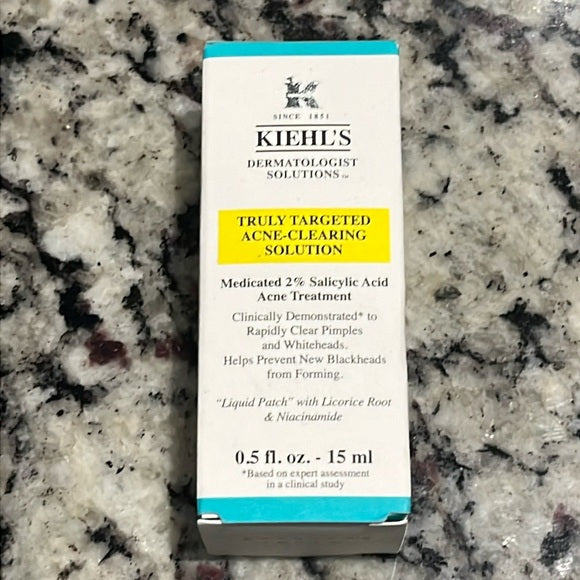 K
SINCE 1851
KIEHL'S
DERMATOLOGIST
SOLUTIONS™
TRULY TARGETED
ACNE-CLEARING
SOLUTION
Medicated 2% Salicylic Acid
Acne Treatment
Clinically Demonstrated* to
Rapidly Clear Pimples
and Whiteheads.
Helps Prevent New Blackheads
from Forming.
"Liquid Patch" with Licorice Root
& Niacinamide
0.5 fl. oz. - 15 ml
*Based on expert assessment
in a clinical study